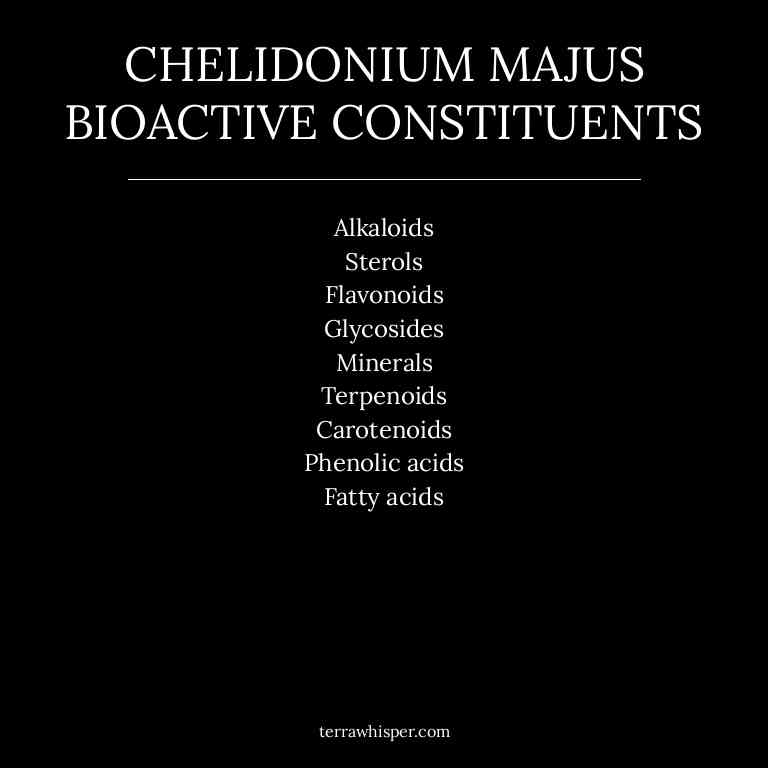 CHELIDONIUM MAJUS
BIOACTIVE CONSTITUENTS
Alkaloids
Sterols
Flavonoids
Glycosides
Minerals
Terpenoids
Carotenoids
Phenolic acids
Fatty acids
terrawhisper.com